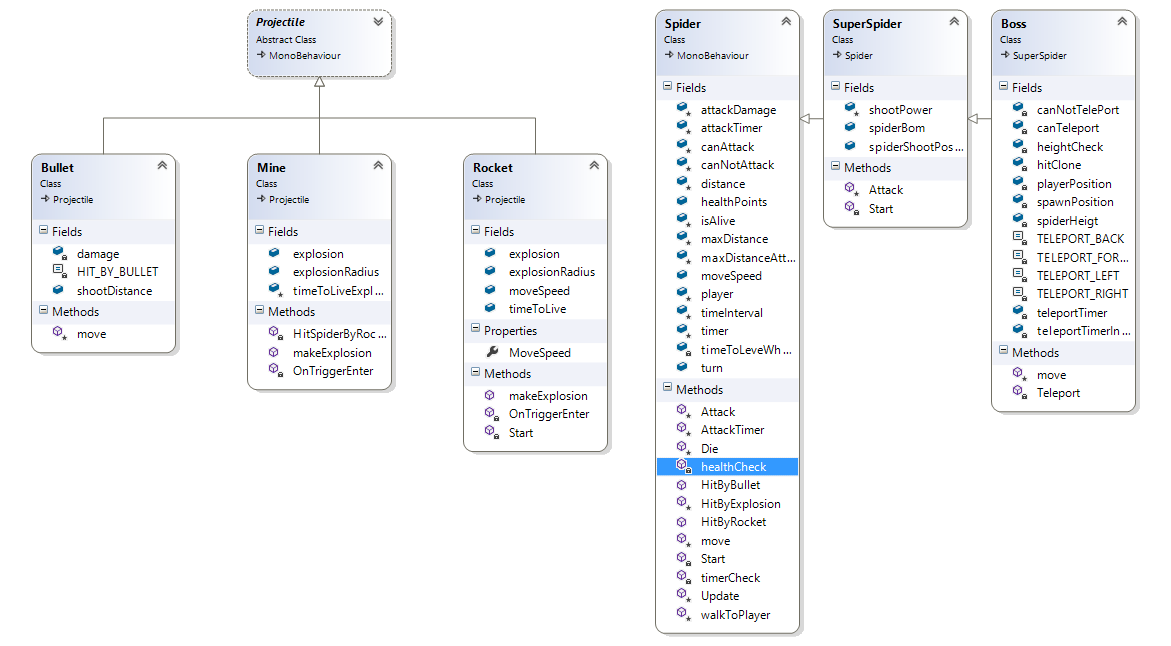 Projectile
Abstract Class
MonoBehaviour
Bullet
Class
Projectile
Fields
damage
HIT_BY_BULLET
shootDistance
Methods
move
Mine
Class
Projectile
Fields
explosion
explosionRadius
timeToLiveExpl...
Methods
HitSpiderByRoc...
makeExplosion
OnTriggerEnter
Rocket
Class
Projectile
Fields
explosion
explosionRadius
moveSpeed
timeToLive
Properties
MoveSpeed
Methods
makeExplosion
OnTriggerEnter
Start
Spider
Class
MonoBehaviour
Fields
attackDamage
attackTimer
canAttack
canNotAttack
distance
healthPoints
isAlive
maxDistance
maxDistanceAtt...
moveSpeed
player
timeInterval
timer
timeToLeveWh...
turn
Methods
Attack
AttackTimer
Die
healthCheck
HitByBullet
HitByExplosion
HitByRocket
move
Start
timerCheck
Update
walkToPlayer
SuperSpider
Class
Spider
Fields
shootPower
spiderBom
spiderShootPos...
Methods
Attack
Start
Boss
Class
SuperSpider
Fields
canNotTelePort
canTeleport
heightCheck
hitClone
playerPosition
spawnPosition
spiderHeigt
TELEPORT_BACK
TELEPORT_FOR...
TELEPORT_LEFT
TELEPORT_RIGHT
teleportTimer
teleportTimerIn...
Methods
move
Teleport